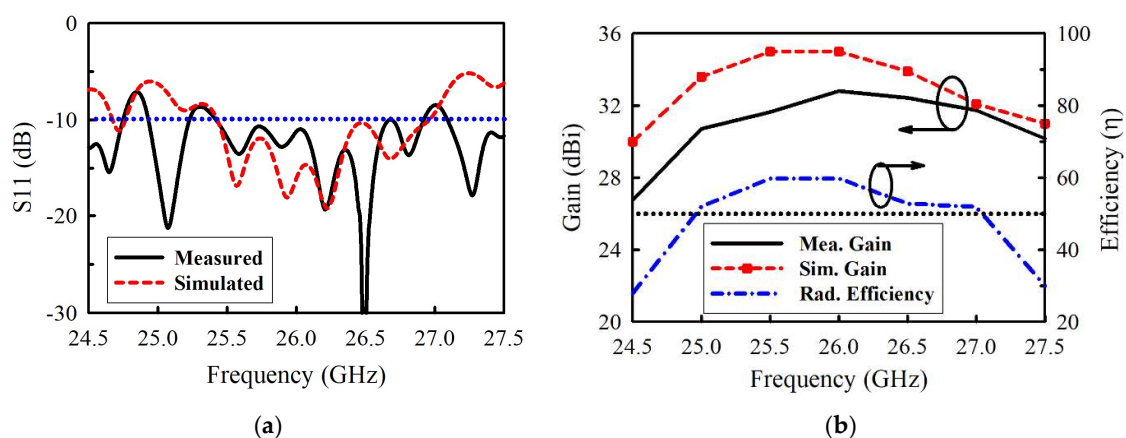 0
-10
-20
-30
S11 (dB)
Measured
Simulated
24.5 25.0 25.5 26.0 26.5 27.0 27.5
Frequency (GHz)
(a)
36
32
28
24
20
Gain (dBi)
100
80
60
40
20
Efficiency (η)
Mea. Gain
Sim. Gain
Rad. Efficiency
24.5 25.0 25.5 26.0 26.5 27.0 27.5
Frequency (GHz)
(b)